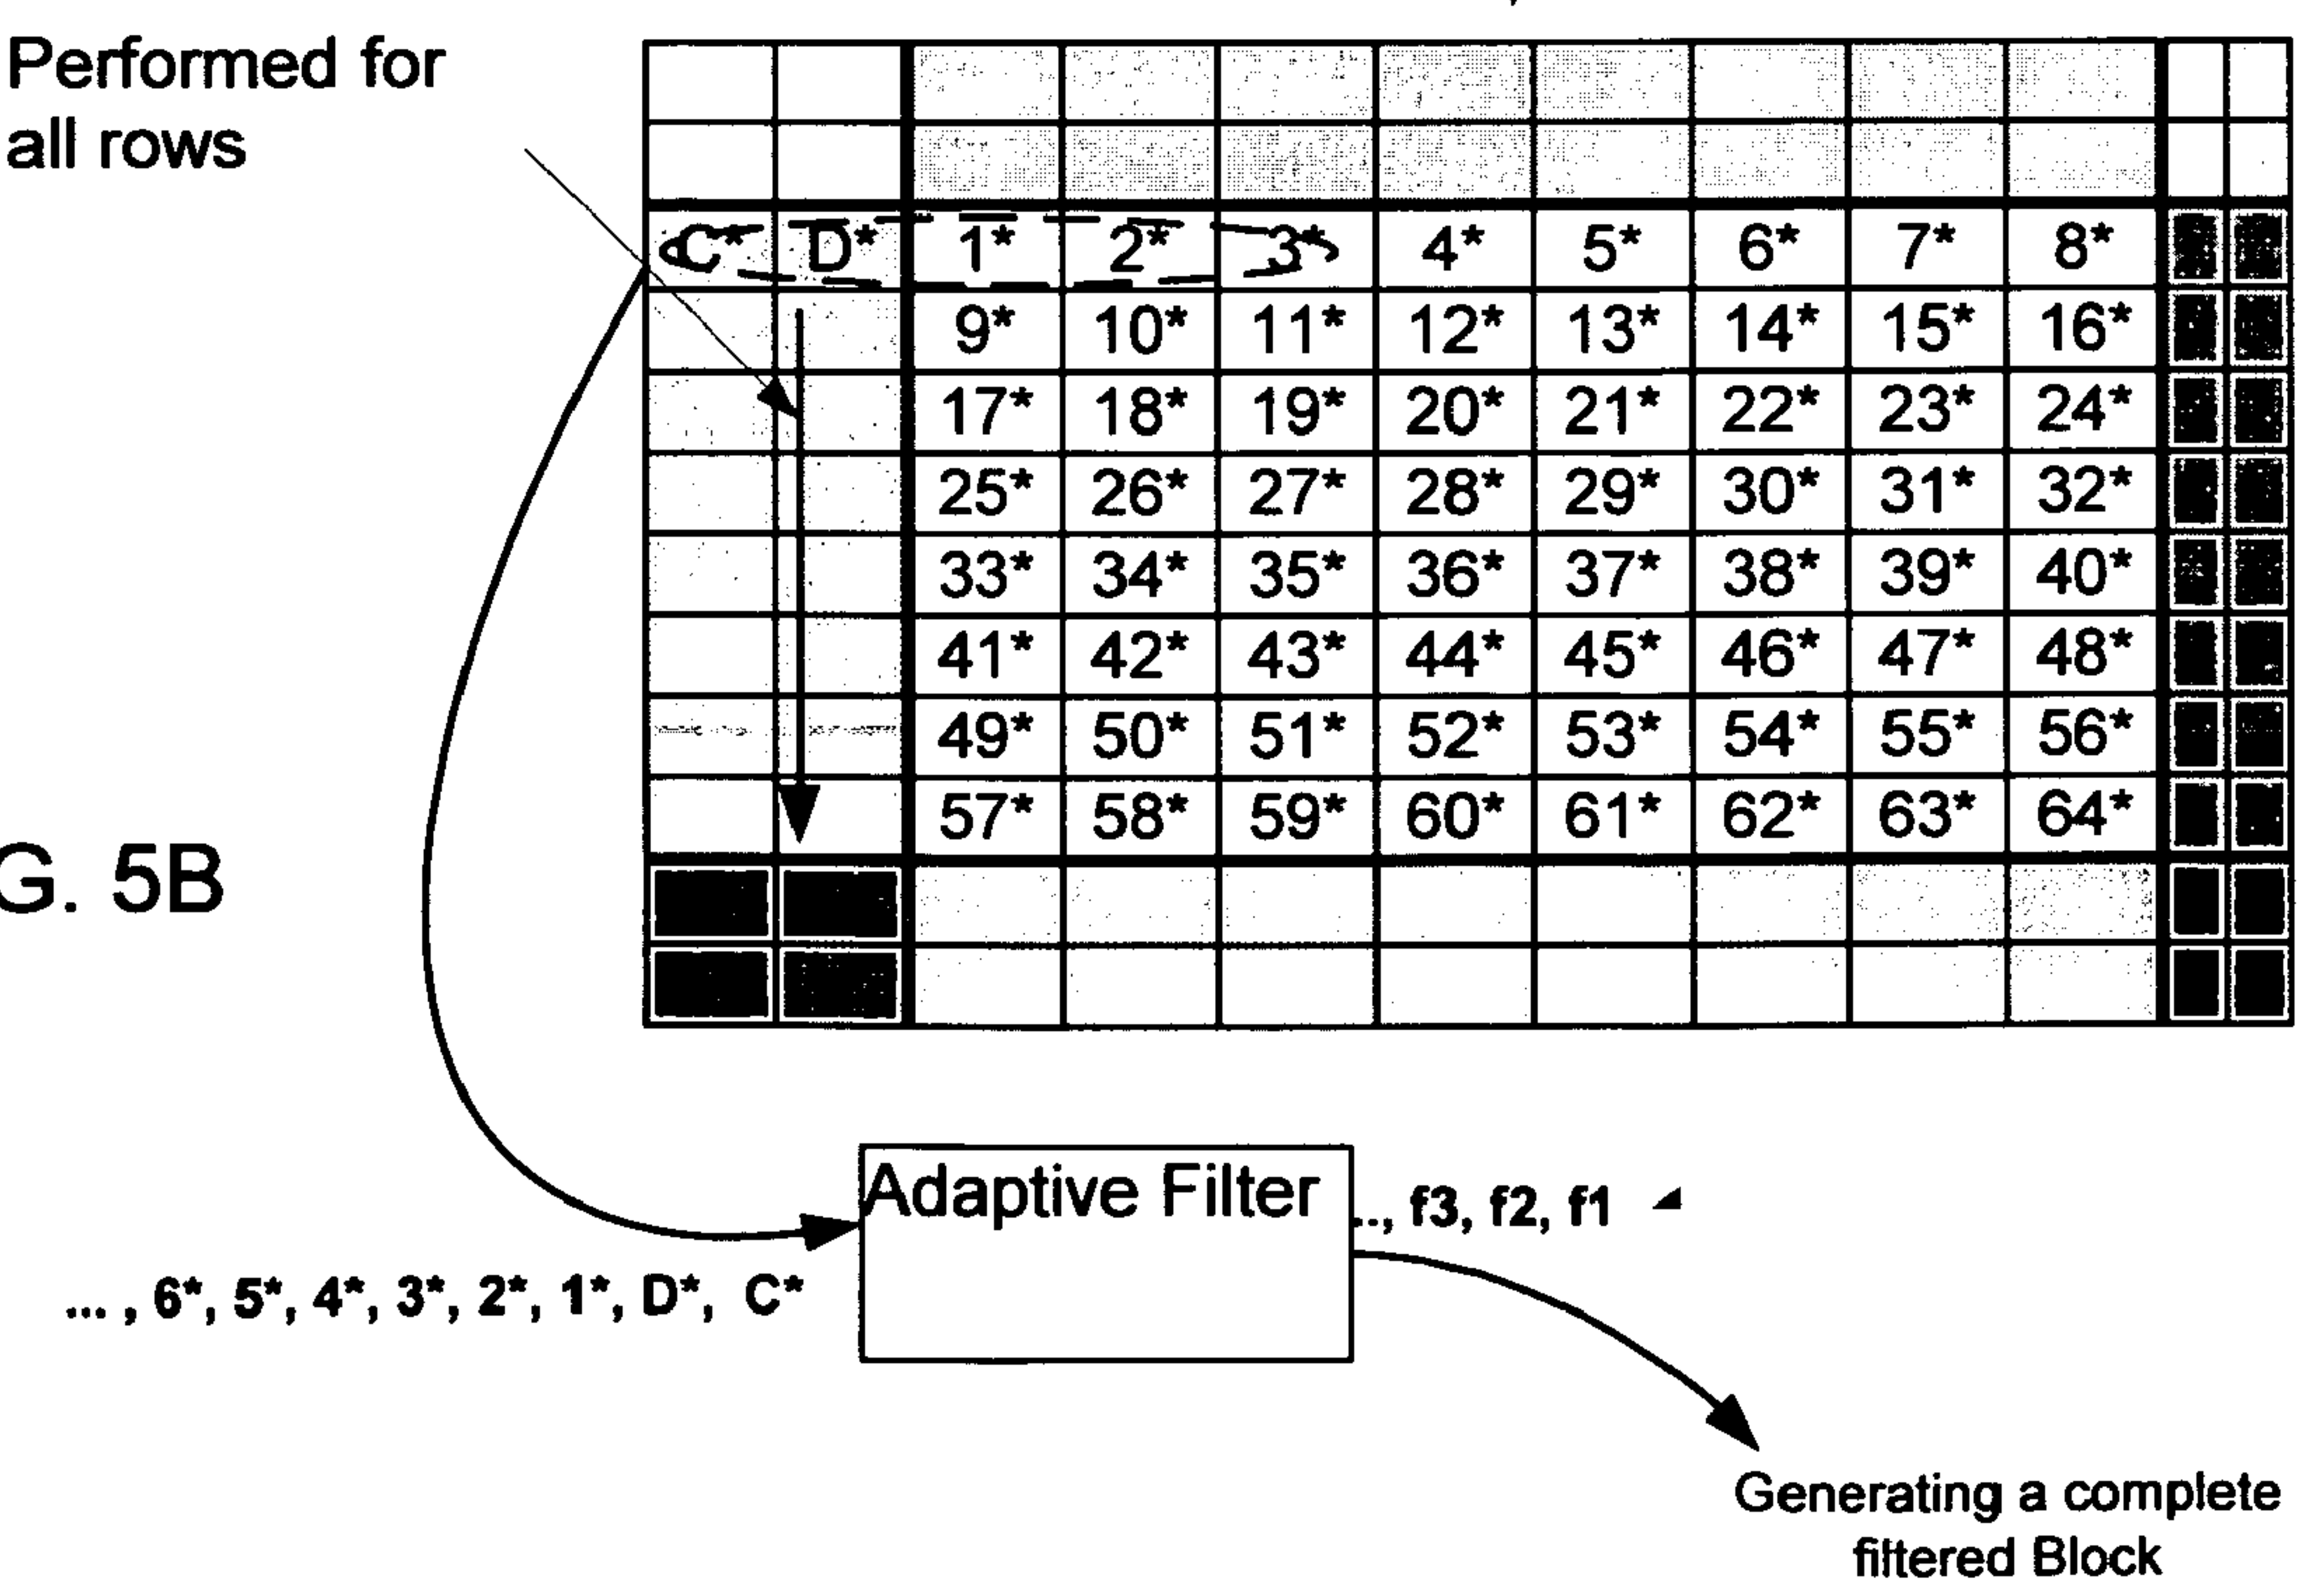 Performed for
all rows
C* D* 1* 2* 3* 4* 5* 6* 7* 8*
9* 10* 11* 12* 13* 14* 15* 16*
17* 18* 19* 20* 21* 22* 23* 24*
25* 26* 27* 28* 29* 30* 31* 32*
33* 34* 35* 36* 37* 38* 39* 40*
41* 42* 43* 44* 45* 46* 47* 48*
49* 50* 51* 52* 53* 54* 55* 56*
57* 58* 59* 60* 61* 62* 63* 64*
G. 5B
Adaptive Filter
.., f3, f2, f1
... , 6*, 5*, 4*, 3*, 2*, 1*, D*, C*
Generating a complete
filtered Block